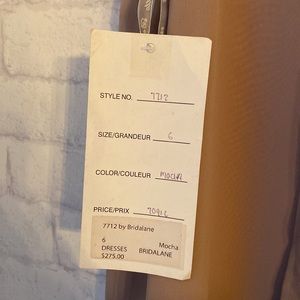 STYLE NO. 7712
SIZE/GRANDEUR 6
COLOR/COULEUR MOCHA
PRICE/PRIX
7712 by Bridalane
6 Mocha
DRESSES BRIDALANE
$275.00